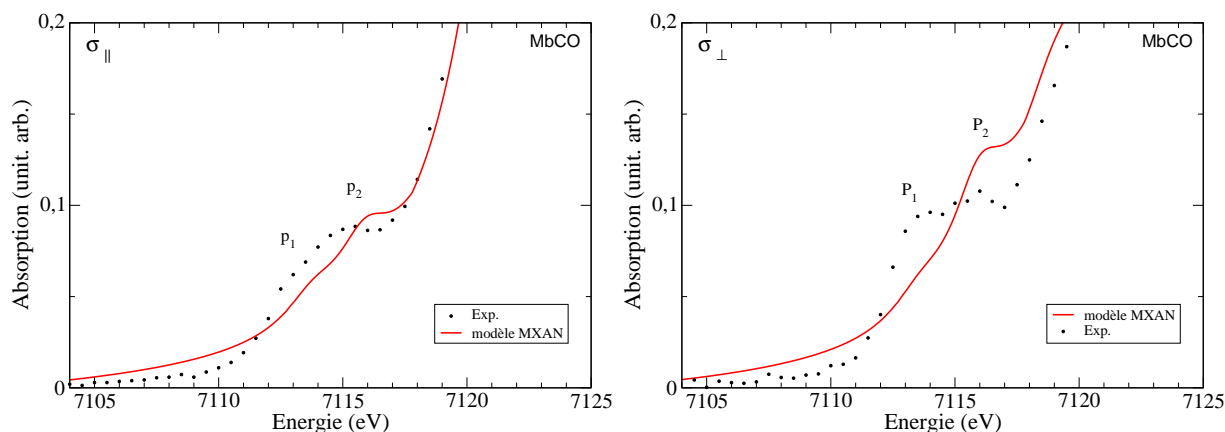 σ∥
MbCO
0,2
0,1
0
Absorption (unit. arb.)
p1
p2
Exp.
modèle MXAN
7105
7110
7115
7120
7125
Energie (eV)
σ⊥
MbCO
0,2
0,1
0
Absorption (unit. arb.)
P1
P2
modèle MXAN
Exp.
7105
7110
7115
7120
7125
Energie (eV)